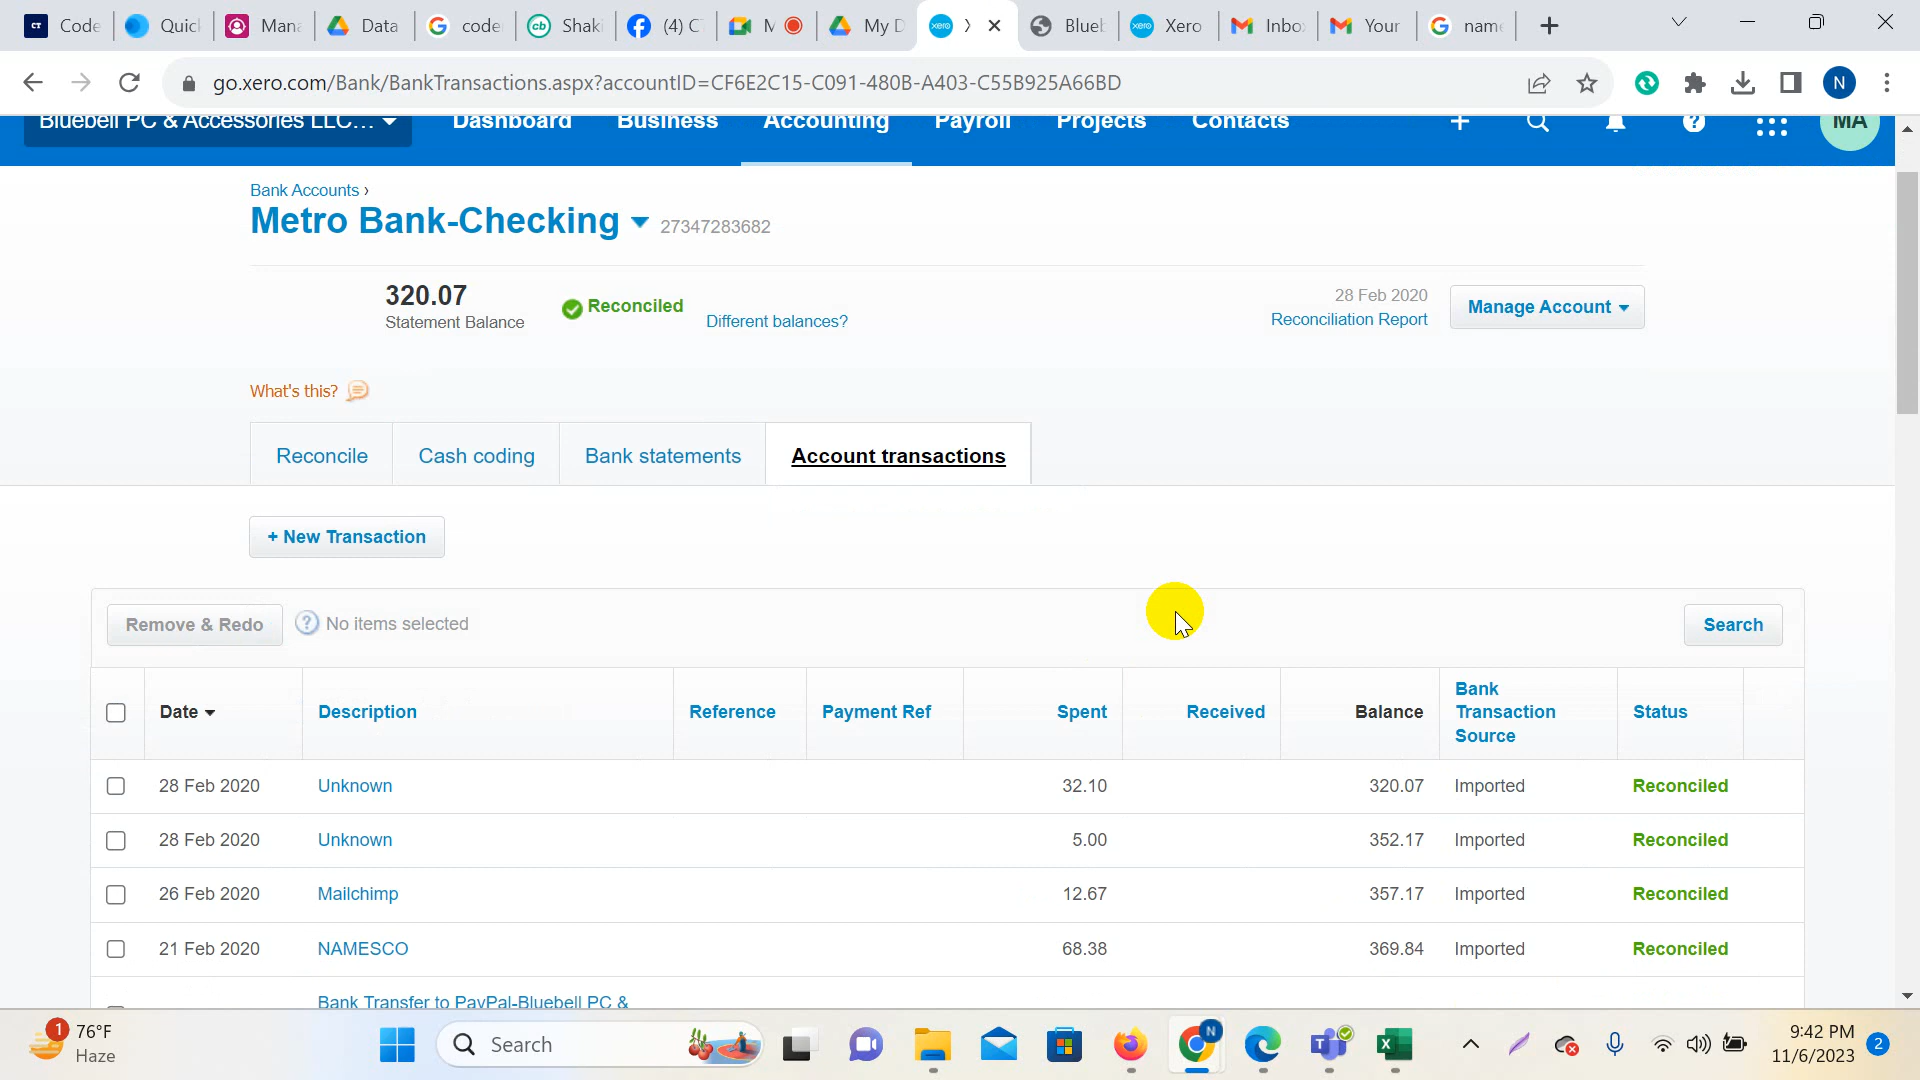 Code
Quick
Mana
Data
code
Shaki
(4) C
M
My D
X
Blueb
Xero
Inbo
Your
name
go.xero.com/Bank/BankTransactions.aspx?accountID=CF6E2C15-C091-480B-A403-C55B925A66BD
N
Bluebell PC & Accessories LLC...
Dashboard
Business
Accounting
Payroll
Projects
Contacts
MA
Bank Accounts ›
Metro Bank-Checking 27347283682
320.07
Statement Balance
Reconciled
Different balances?
28 Feb 2020
Reconciliation Report
Manage Account
What's this?
Reconcile
Cash coding
Bank statements
Account transactions
+ New Transaction
Remove & Redo
? No items selected
Search
Date
Description
Reference
Payment Ref
Spent
Received
Balance
Bank
Transaction
Source
Status
28 Feb 2020 Unknown 32.10 320.07 Imported Reconciled
28 Feb 2020 Unknown 5.00 352.17 Imported Reconciled
26 Feb 2020 Mailchimp 12.67 357.17 Imported Reconciled
21 Feb 2020 NAMESCO 68.38 369.84 Imported Reconciled
Bank Transfer to PayPal-Bluebell PC &
1
76°F
Haze
Search
N
9:42 PM
11/6/2023
2